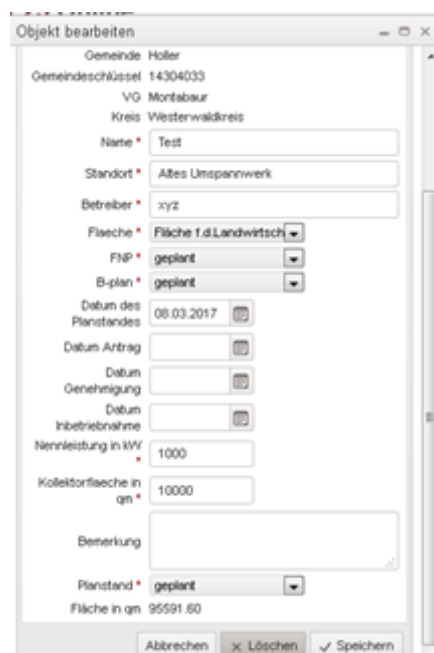 Objekt bearbeiten
Gemeinde Holler
Gemeindeschlüssel 14304033
VG Montabaur
Kreis Westerwaldkreis
Name * Test
Standort * Altes Umspannwerk
Betreiber * xyz
Flaeche * Fläche f.d.Landwirtsch
FNP * geplant
B-plan * geplant
Datum des
Planstandes 08.03.2017
Datum Antrag
Datum
Genehmigung
Datum
Inbetriebnahme
Nennleistung in kW
* 1000
Kollektorflaeche in
qm * 10000
Bemerkung
Planstand * geplant
Fläche in qm 95591.60
Abbrechen × Löschen ✓ Speichern